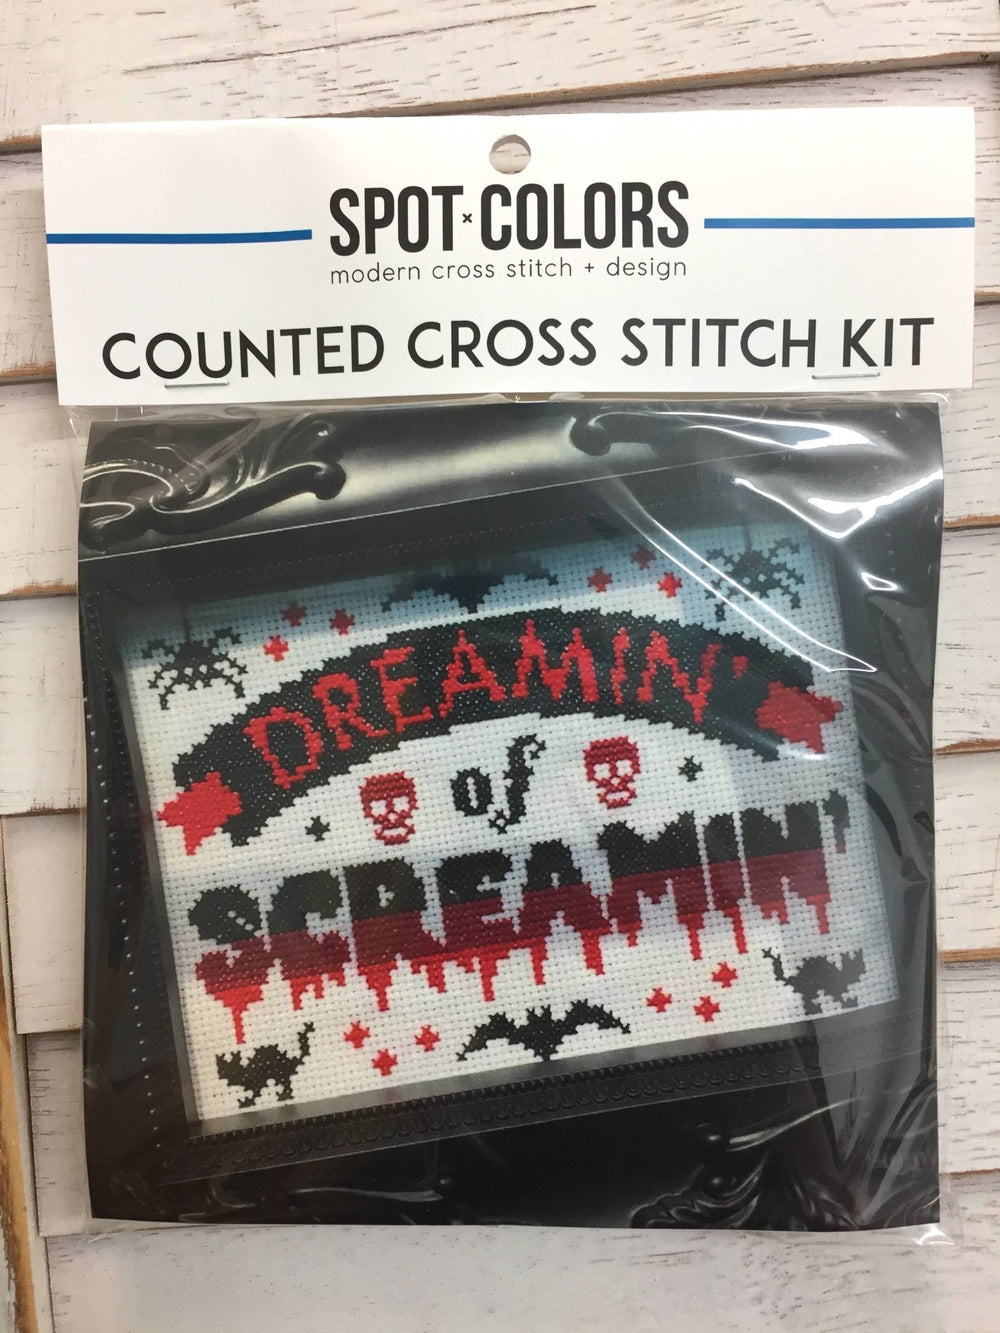 SPOT × COLORS
modern cross stitch + design
COUNTED CROSS STITCH KIT
DREAMIN'
of
SCREAMIN'